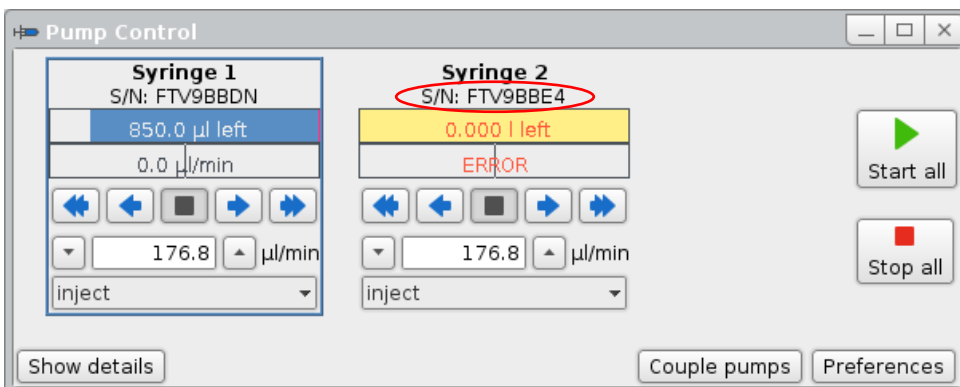 Pump Control
Syringe 1
S/N: FTV9BBDN
850.0 µl left
0.0 µl/min
176.8 µl/min
inject
Syringe 2
S/N: FTV9BBE4
0.000 l left
ERROR
176.8 µl/min
inject
Start all
Stop all
Show details
Couple pumps
Preferences